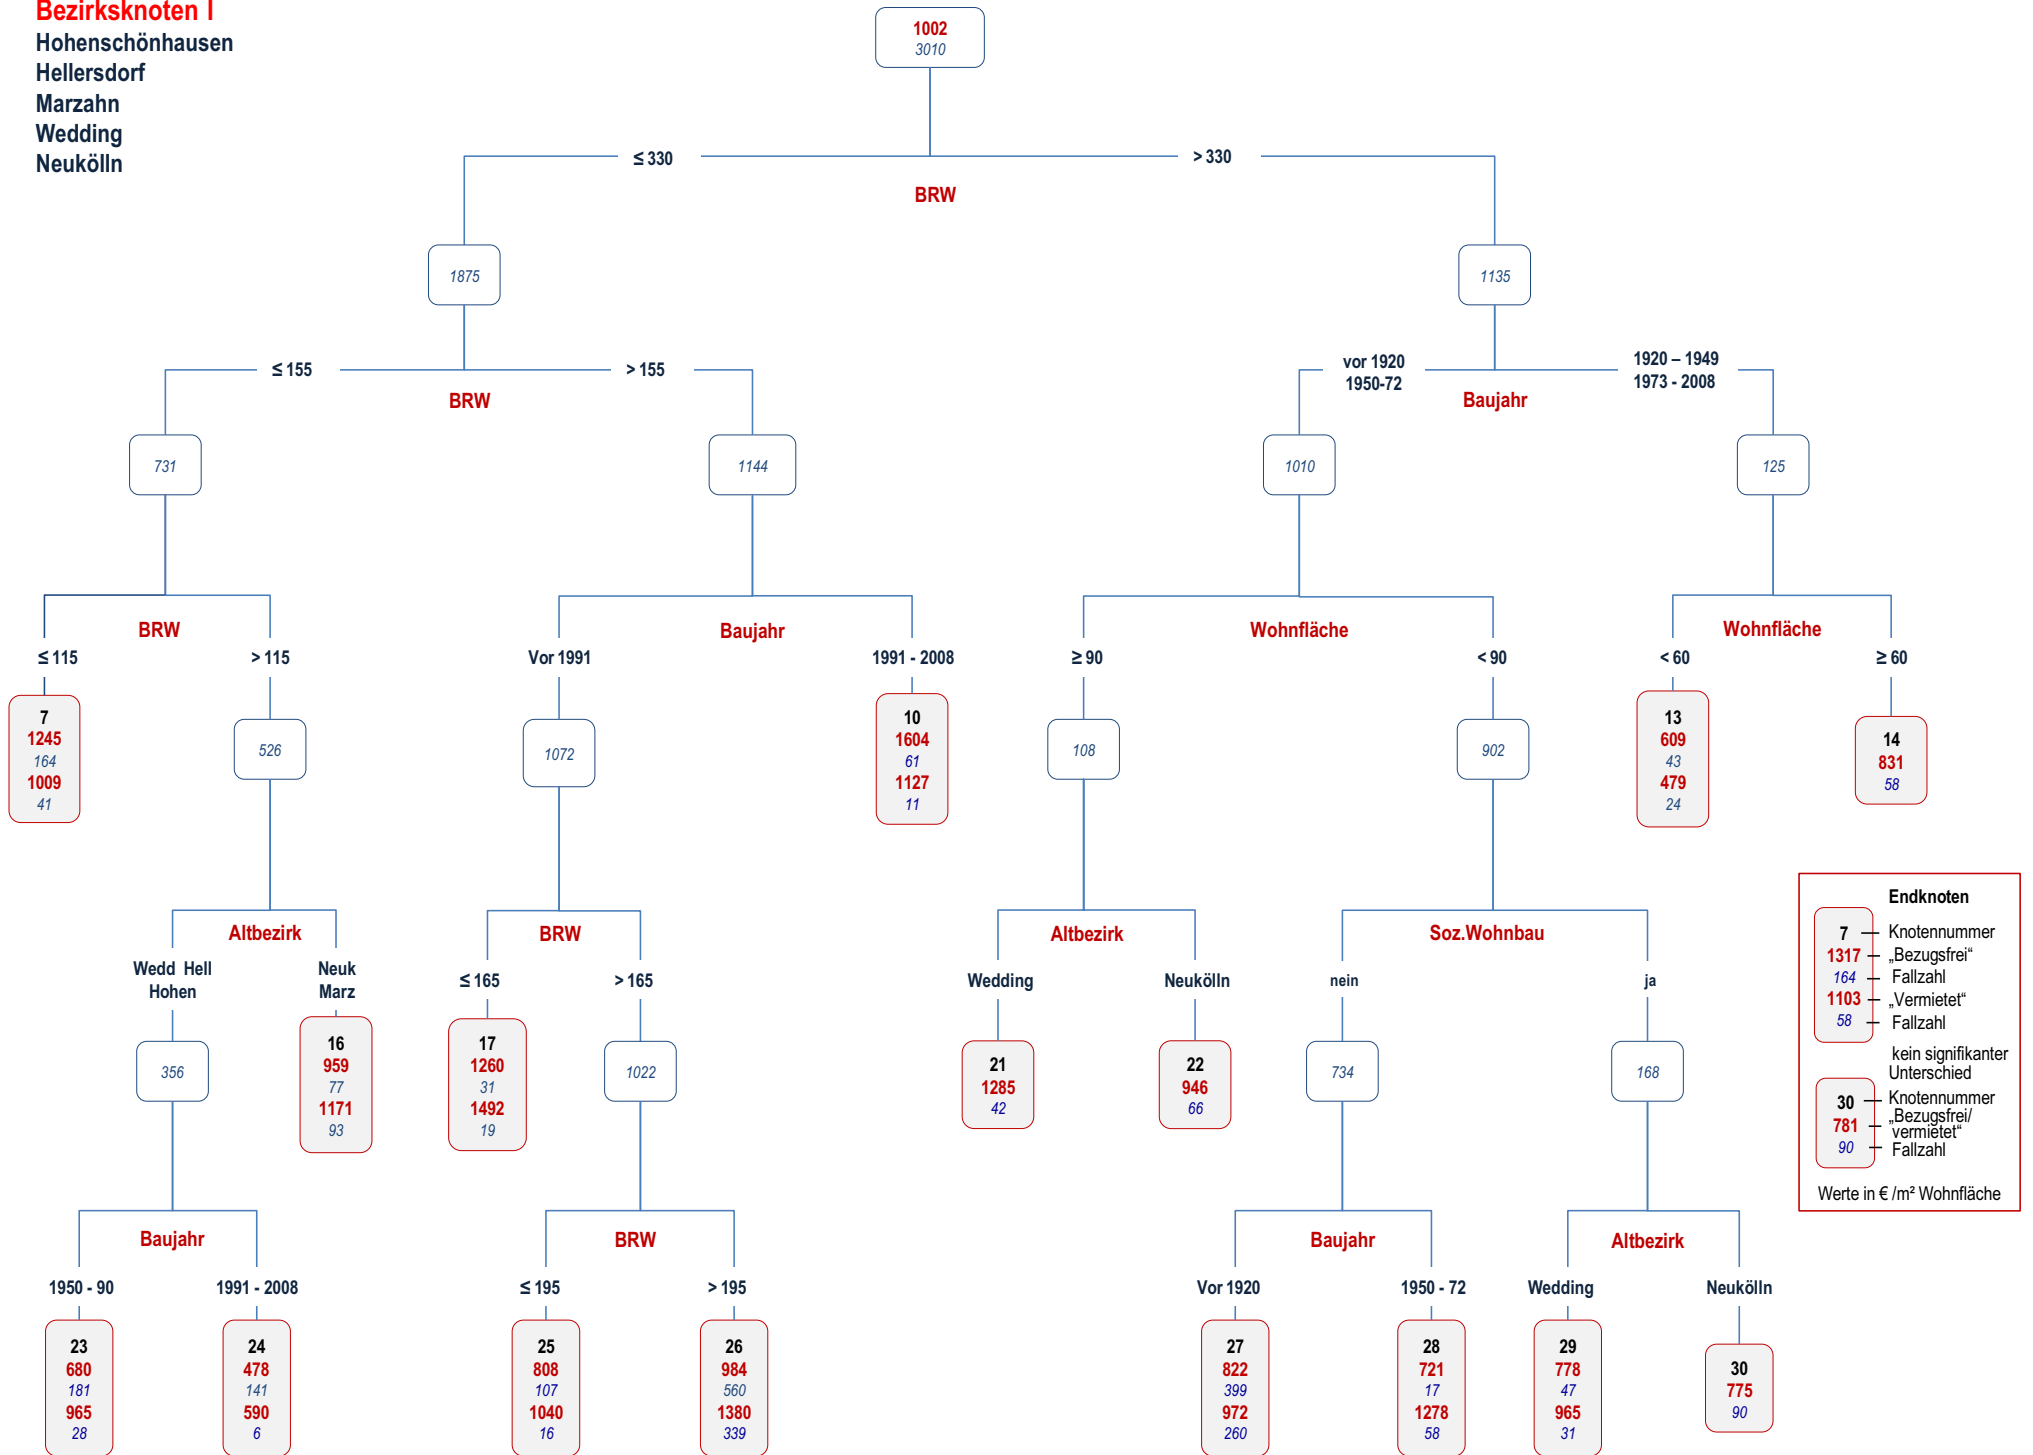 Bezirksknoten I
Hohenschönhausen
Hellersdorf
Marzahn
Wedding
Neukölln
1002
3010
≤ 330
> 330
BRW
1875
1135
≤ 155
> 155
BRW
vor 1920
1950-72
1920 – 1949
1973 - 2008
Baujahr
731
1144
1010
125
BRW
≤ 115
> 115
Baujahr
Vor 1991
1991 - 2008
Wohnfläche
≥ 90
< 90
Wohnfläche
< 60
≥ 60
7
1245
164
1009
41
526
1072
10
1604
61
1127
11
108
902
13
609
43
479
24
14
831
58
Altbezirk
Wedd Hell
Hohen
Neuk
Marz
BRW
≤ 165
> 165
Altbezirk
Wedding
Neukölln
Soz.Wohnbau
nein
ja
356
16
959
77
1171
93
17
1260
31
1492
19
1022
21
1285
42
22
946
66
734
168
Baujahr
1950 - 90
1991 - 2008
BRW
≤ 195
> 195
Baujahr
Vor 1920
1950 - 72
Altbezirk
Wedding
Neukölln
23
680
181
965
28
24
478
141
590
6
25
808
107
1040
16
26
984
560
1380
339
27
822
399
972
260
28
721
17
1278
58
29
778
47
965
31
30
775
90
Endknoten
7 Knotennummer
1317 „Bezugsfrei“
164 Fallzahl
1103 „Vermietet“
58 Fallzahl
kein signifikanter
Unterschied
30 Knotennummer
781 „Bezugsfrei/
vermietet“
90 Fallzahl
Werte in € /m² Wohnfläche